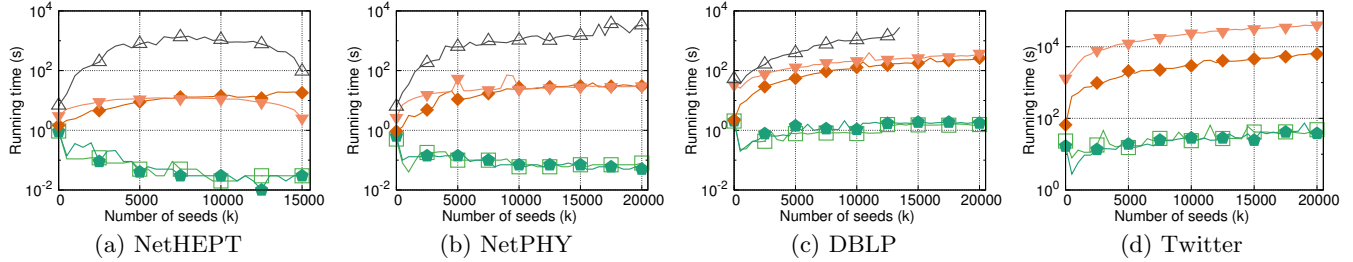 Running time (s)
10^4
10^2
10^0
10^-2
0 5000 10000 15000
Number of seeds (k)
(a) NetHEPT
Running time (s)
10^4
10^2
10^0
10^-2
0 5000 10000 15000 20000
Number of seeds (k)
(b) NetPHY
Running time (s)
10^4
10^2
10^0
10^-2
0 5000 10000 15000 20000
Number of seeds (k)
(c) DBLP
Running time (s)
10^4
10^2
10^0
0 5000 10000 15000 20000
Number of seeds (k)
(d) Twitter